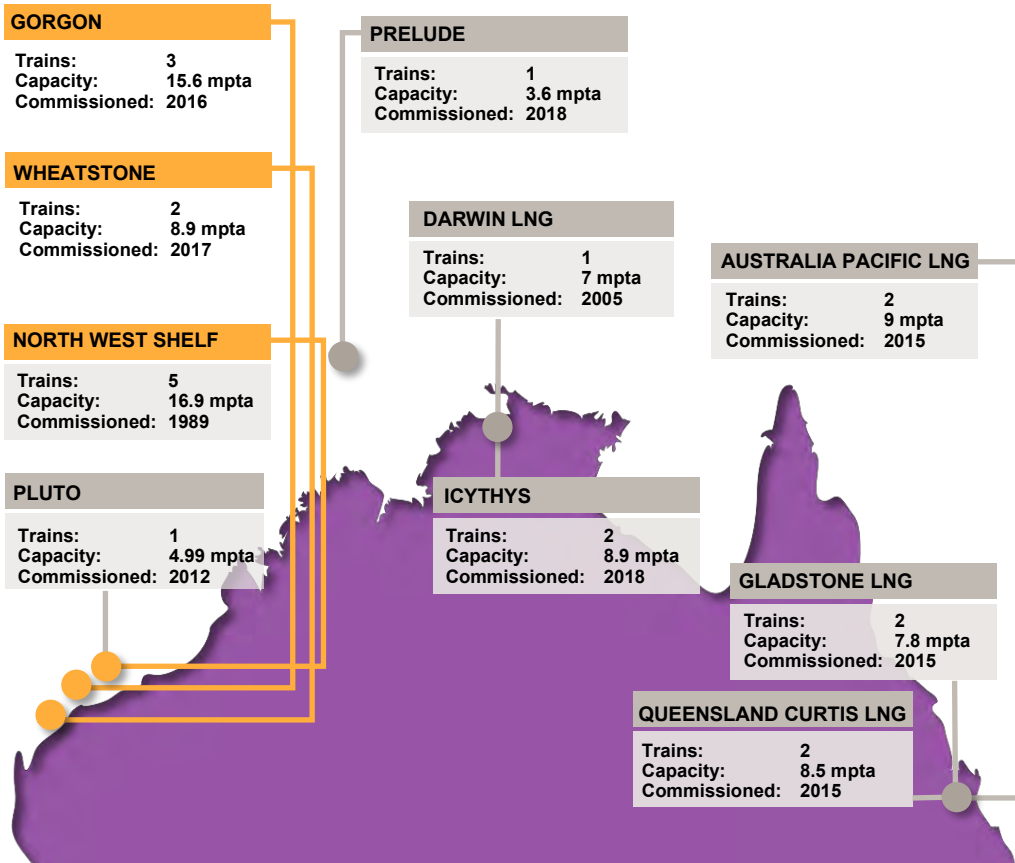 GORGON
Trains: 3
Capacity: 15.6 mpta
Commissioned: 2016
WHEATSTONE
Trains: 2
Capacity: 8.9 mpta
Commissioned: 2017
NORTH WEST SHELF
Trains: 5
Capacity: 16.9 mpta
Commissioned: 1989
PLUTO
Trains: 1
Capacity: 4.99 mpta
Commissioned: 2012
PRELUDE
Trains: 1
Capacity: 3.6 mpta
Commissioned: 2018
DARWIN LNG
Trains: 1
Capacity: 7 mpta
Commissioned: 2005
ICYTHYS
Trains: 2
Capacity: 8.9 mpta
Commissioned: 2018
AUSTRALIA PACIFIC LNG
Trains: 2
Capacity: 9 mpta
Commissioned: 2015
GLADSTONE LNG
Trains: 2
Capacity: 7.8 mpta
Commissioned: 2015
QUEENSLAND CURTIS LNG
Trains: 2
Capacity: 8.5 mpta
Commissioned: 2015